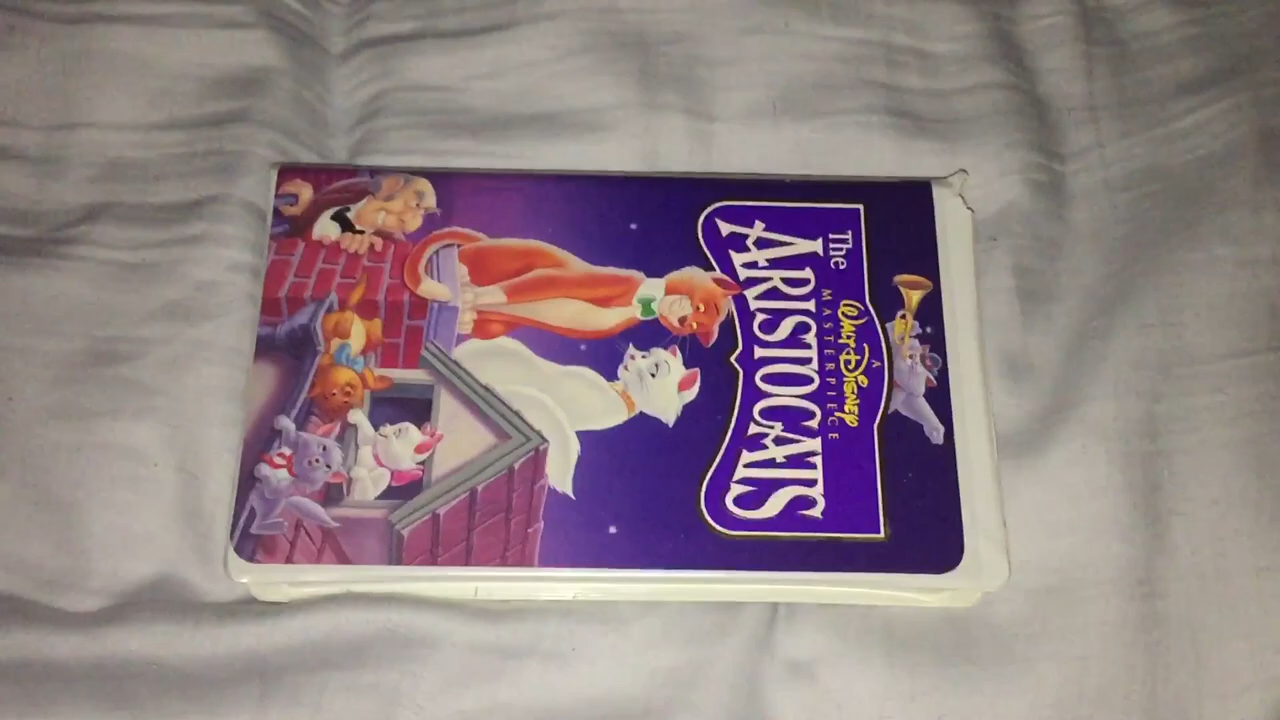 A
WALT DISNEY
MASTERPIECE
The
ARISTOCATS